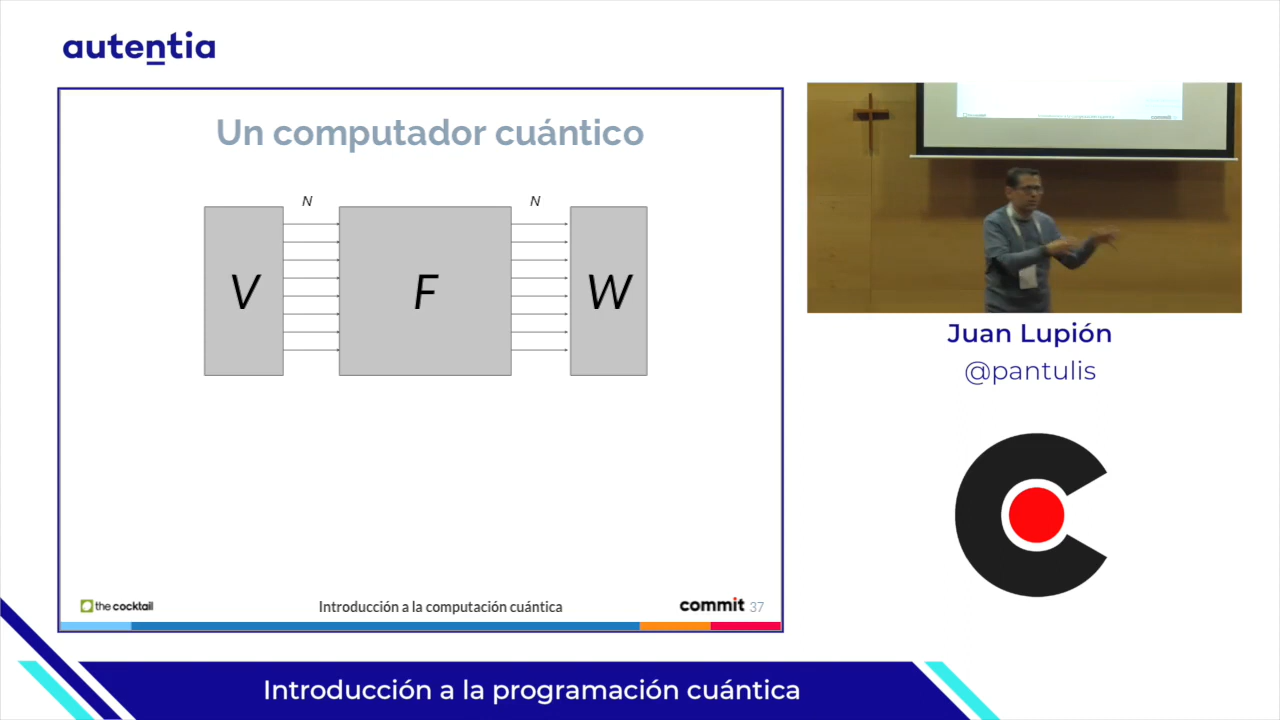 autentia
Un computador cuántico
N
N
V
F
W
the cocktail
Introducción a la computación cuántica
commit 37
commit
Juan Lupión
@pantulis
Introducción a la programación cuántica